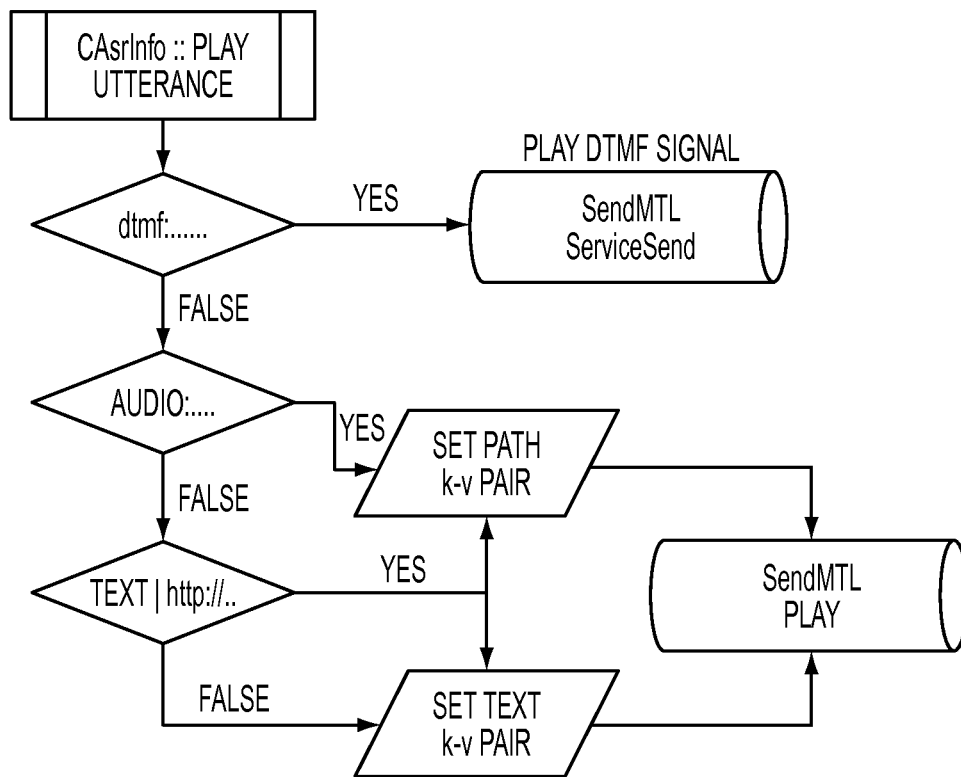 CAsrInfo :: PLAY
UTTERANCE
PLAY DTMF SIGNAL
dtmf:.......
YES
SendMTL
ServiceSend
FALSE
AUDIO:....
YES
SET PATH
k-v PAIR
FALSE
TEXT | http://..
YES
SendMTL
PLAY
FALSE
SET TEXT
k-v PAIR